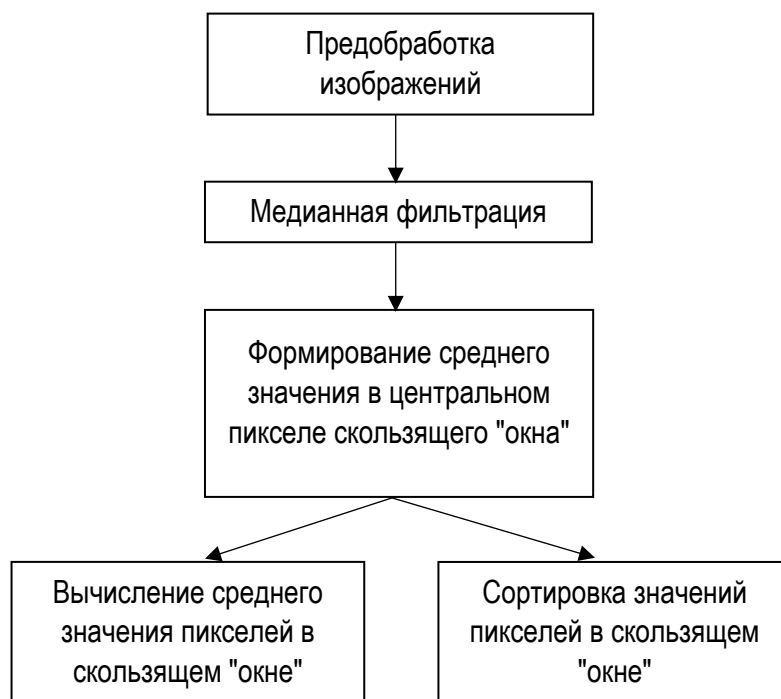 Предобработка
изображений
Медианная фильтрация
Формирование среднего
значения в центральном
пикселе скользящего "окна"
Вычисление среднего
значения пикселей в
скользящем "окне"
Сортировка значений
пикселей в скользящем
"окне"